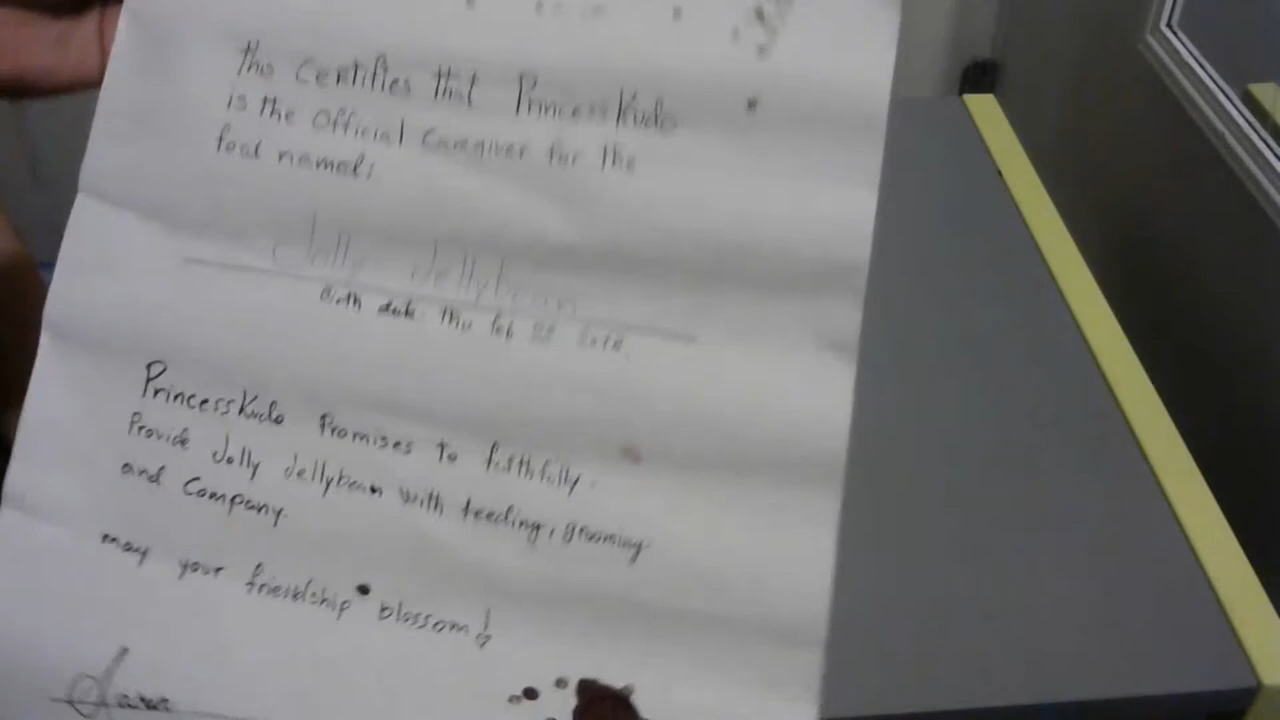 this certifies that PrincessKudo
is the Official Caregiver for the
foal named:
Jolly Jellybean
Birth date Thu Feb
PrincessKudo Promises to faithfully
Provide Jolly Jellybean with feeding, grooming
and Company.
may your friendship blossom!